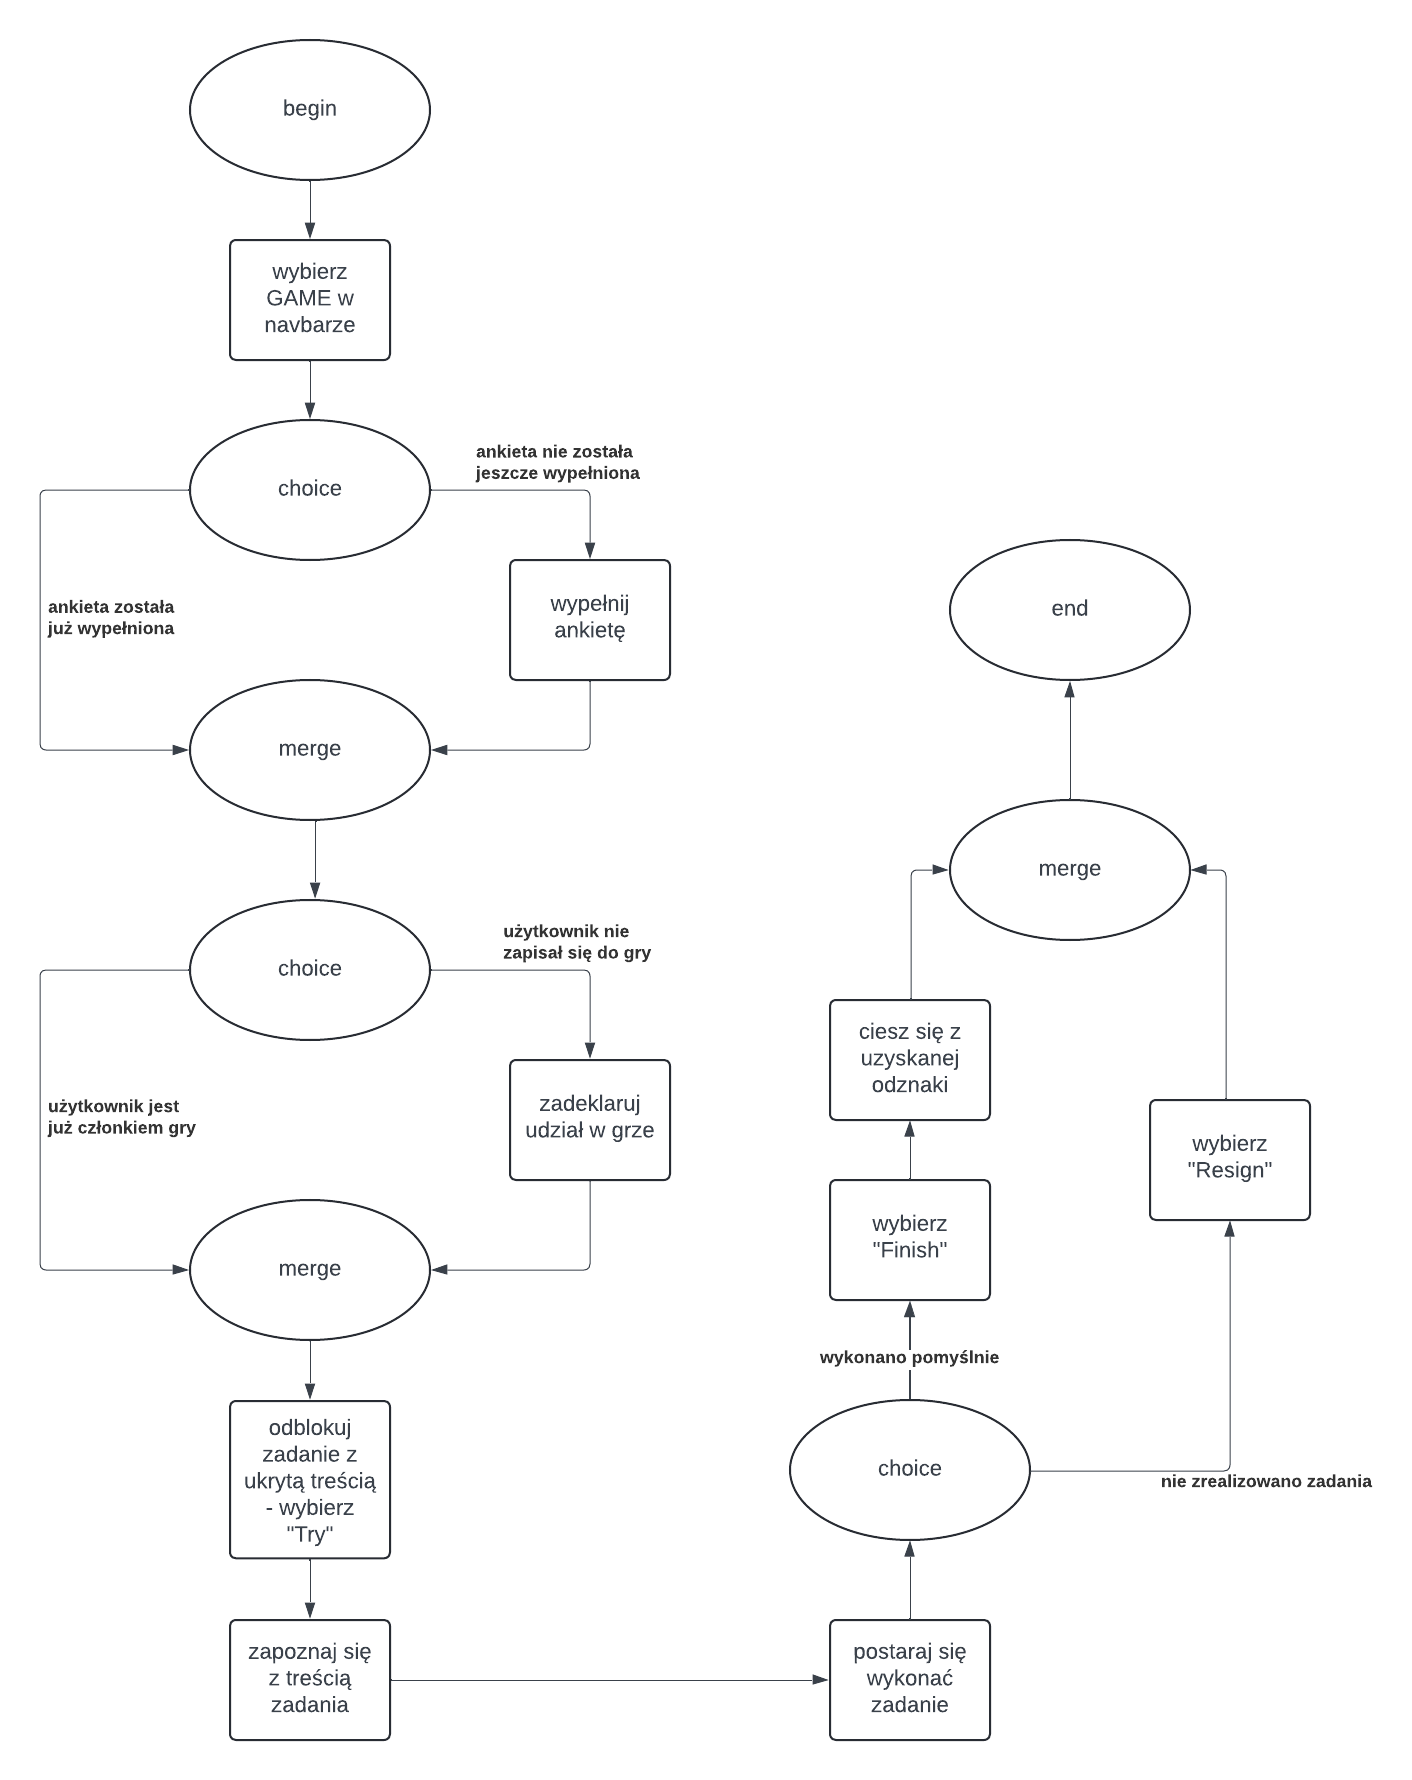 begin
wybierz
GAME w
navbarze
choice
ankieta nie została
jeszcze wypełniona
ankieta została
już wypełniona
wypełnij
ankietę
merge
choice
użytkownik nie
zapisał się do gry
użytkownik jest
już członkiem gry
zadeklaruj
udział w grze
merge
odblokuj
zadanie z
ukrytą treścią
- wybierz
"Try"
zapoznaj się
z treścią
zadania
postaraj się
wykonać
zadanie
choice
wykonano pomyślnie
nie zrealizowano zadania
wybierz
"Finish"
ciesz się z
uzyskanej
odznaki
wybierz
"Resign"
merge
end